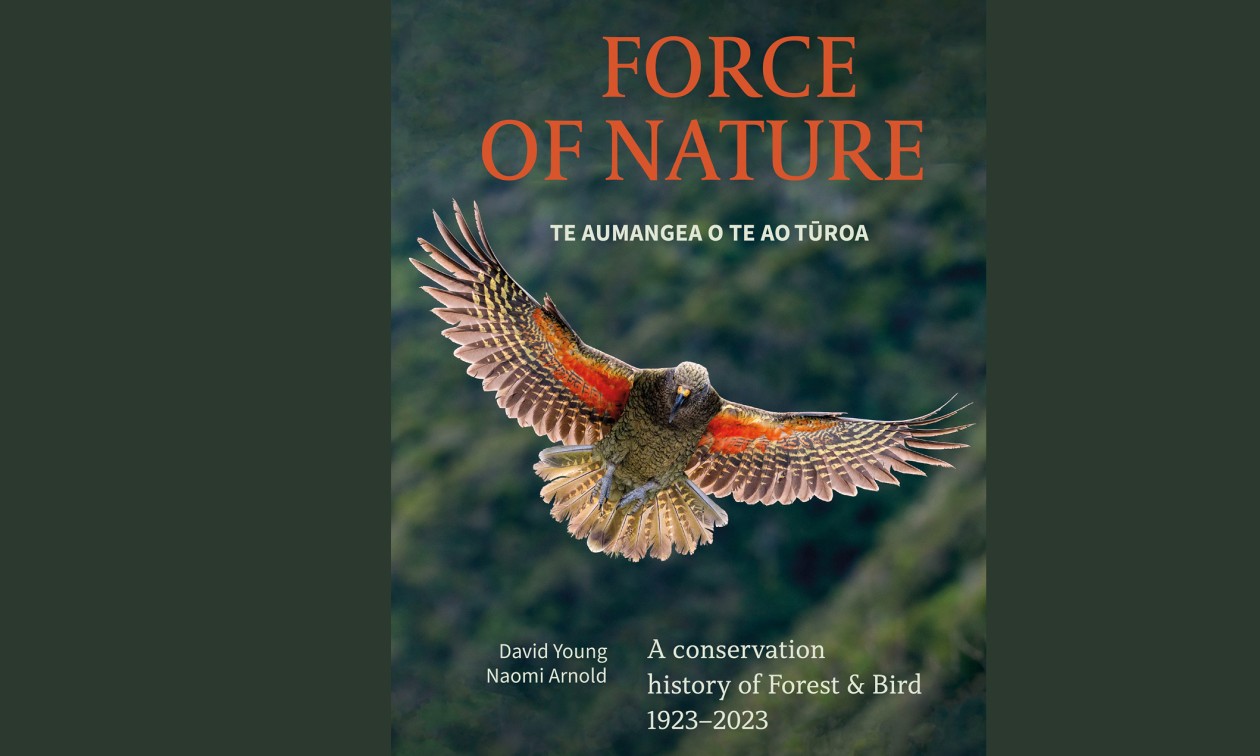 FORCE
OF NATURE
TE AUMANGEA O TE AO TŪROA
David Young
Naomi Arnold
A conservation
history of Forest & Bird
1923–2023